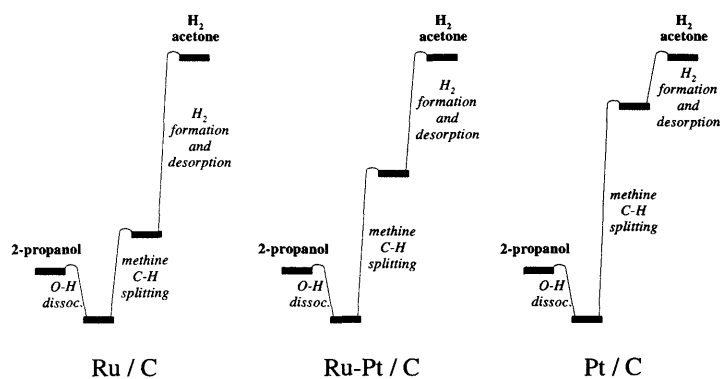 H2
acetone
H2
formation
and
desorption
2-propanol
O-H
dissoc.
methine
C-H
splitting
Ru / C
H2
acetone
H2
formation
and
desorption
2-propanol
O-H
dissoc.
methine
C-H
splitting
Ru-Pt / C
H2
acetone
H2
formation
and
desorption
methine
C-H
splitting
2-propanol
O-H
dissoc.
Pt / C